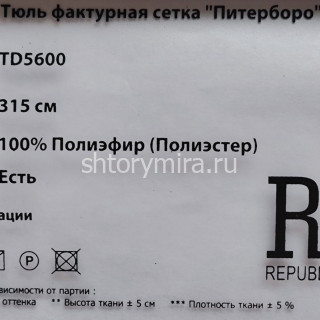 Тюль фактурная сетка "Питерборо"
TD5600
315 см
100% Полиэфир (Полиэстер)
shtorymira.ru
Есть
ации
P
R
REPUB
висимости от партии :
оттенка ** Высота ткани ± 5 см *** Плотность ткани ± 5 %